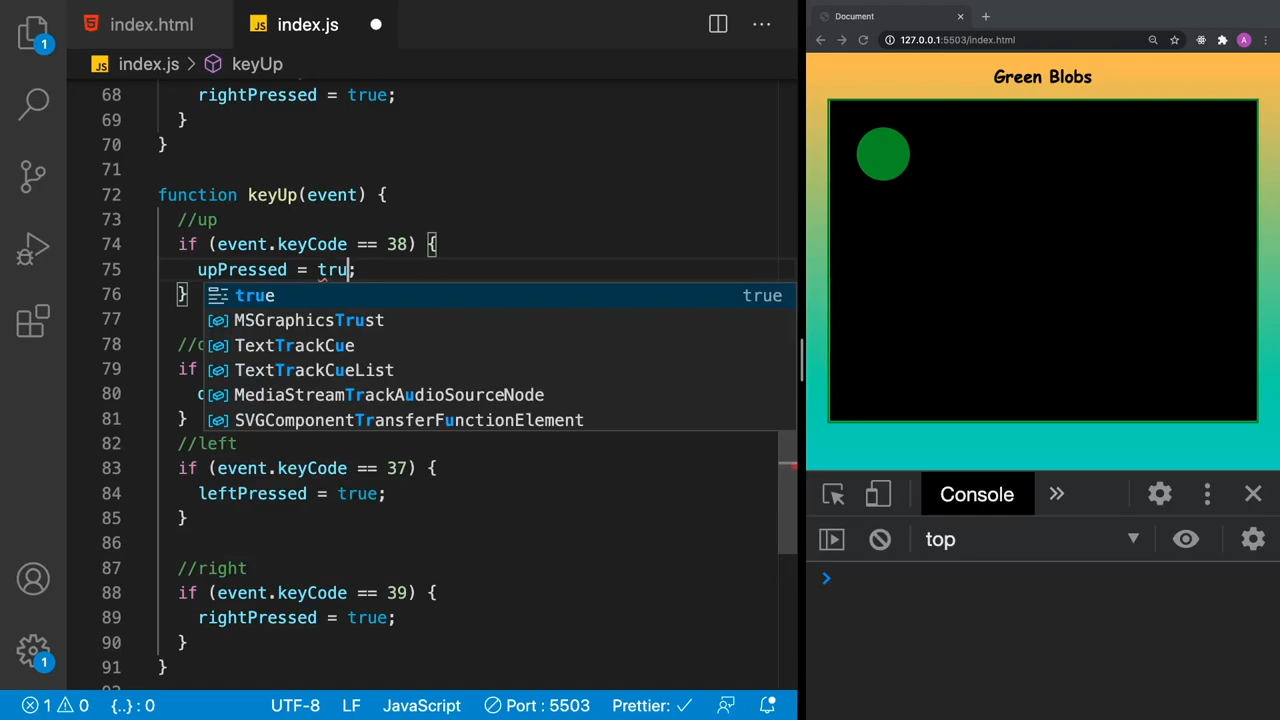 index.html
JS index.js
JS index.js > keyUp
1
68 rightPressed = true;
69 }
70 }
71
72 function keyUp(event) {
73 //up
74 if (event.keyCode == 38) {
75 upPressed = tru;
76 }
true true
77
MSGraphicsTrust
78 //
TextTrackCue
79 if
TextTrackCueList
80
MediaStreamTrackAudioSourceNode
81 }
SVGComponentTransferFunctionElement
82 //left
83 if (event.keyCode == 37) {
84 leftPressed = true;
85 }
86
87 //right
88 if (event.keyCode == 39) {
89 rightPressed = true;
90 }
91 }
1
1 0 {..} : 0 UTF-8 LF JavaScript Port : 5503 Prettier:
Document
127.0.0.1:5503/index.html A
Green Blobs
Console
top